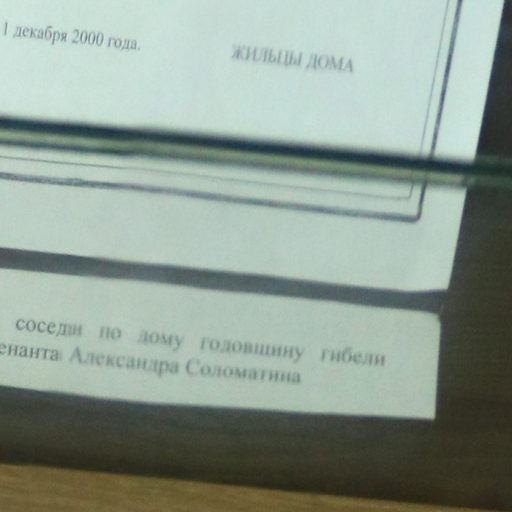 1 декабря 2000 года.
ЖИЛЬЦЫ ДОМА
соседи по дому годовщину гибели
енанта Александра Соломатина